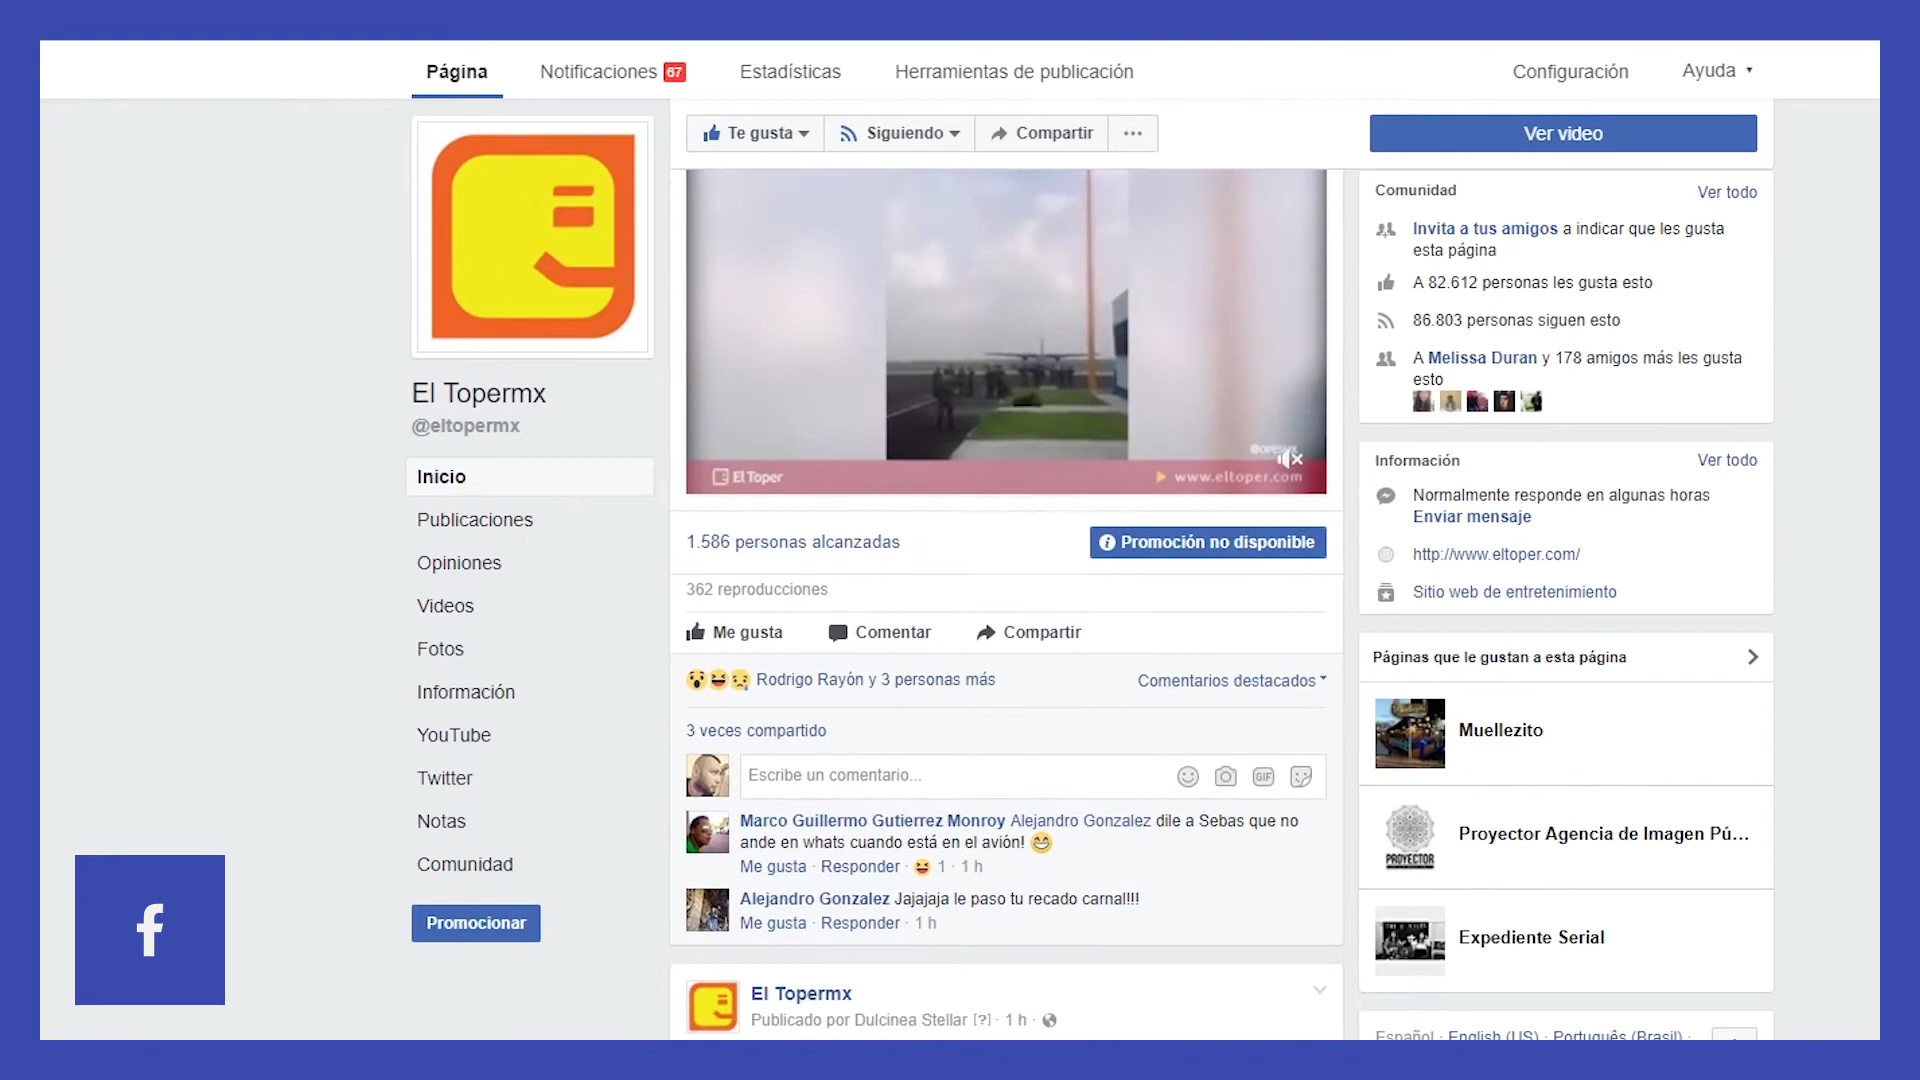 Página
Notificaciones 67
Estadísticas
Herramientas de publicación
Configuración
Ayuda
Te gusta
Siguiendo
Compartir
Ver video
El Topermx
@eltopermx
Inicio
Publicaciones
Opiniones
Videos
Fotos
Información
YouTube
Twitter
Notas
Comunidad
Promocionar
El Toper
www.eltoper.com
1.586 personas alcanzadas
Promoción no disponible
362 reproducciones
Me gusta
Comentar
Compartir
Rodrigo Rayón y 3 personas más
Comentarios destacados
3 veces compartido
Escribe un comentario...
GIF
Marco Guillermo Gutierrez Monroy Alejandro Gonzalez dile a Sebas que no
ande en whats cuando está en el avión! 😁
Me gusta · Responder · 😆 1 · 1 h
Alejandro Gonzalez Jajajaja le paso tu recado carnal!!!
Me gusta · Responder · 1 h
El Topermx
Publicado por Dulcinea Stellar [?] · 1 h ·
Comunidad
Ver todo
Invita a tus amigos a indicar que les gusta
esta página
A 82.612 personas les gusta esto
86.803 personas siguen esto
A Melissa Duran y 178 amigos más les gusta
esto
Información
Ver todo
Normalmente responde en algunas horas
Enviar mensaje
http://www.eltoper.com/
Sitio web de entretenimiento
Páginas que le gustan a esta página
Muellezito
PROYECTOR
Proyector Agencia de Imagen Pú...
Expediente Serial
Español · English (US) · Português (Brasil) ·
f